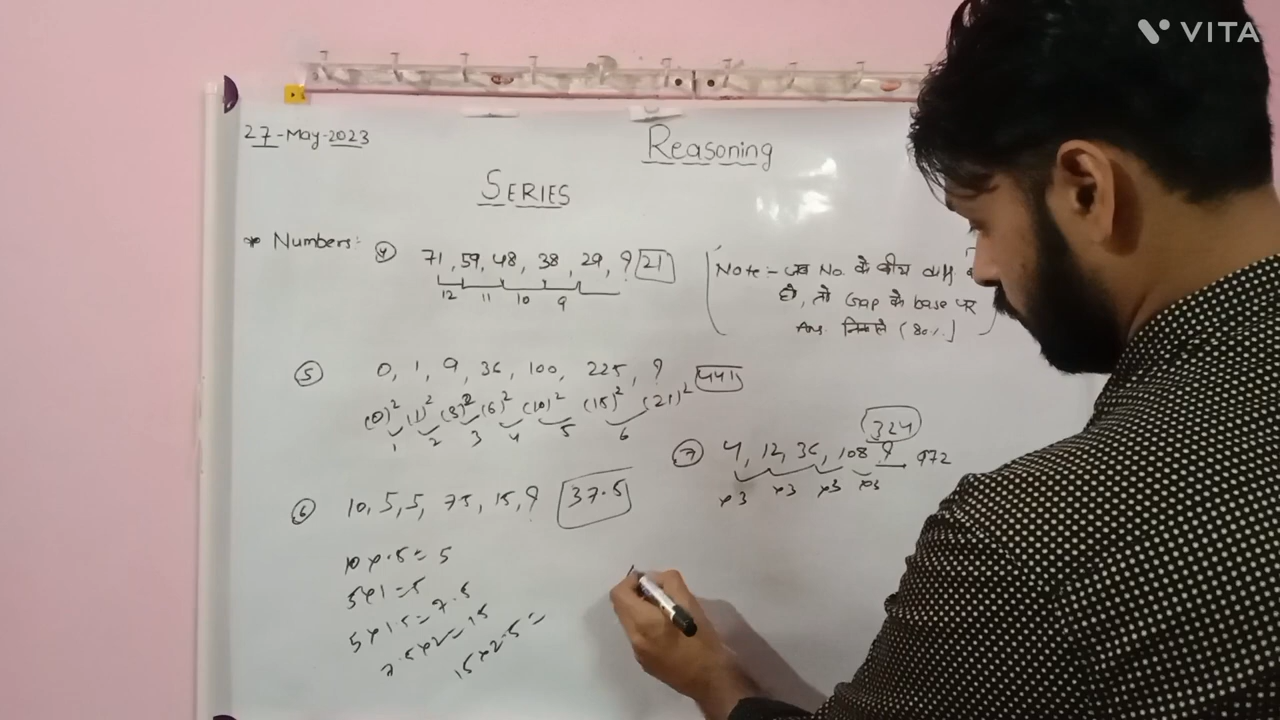 VITA
27-May-2023
Reasoning
SERIES
* Numbers:
④ 71, 59, 48, 38, 29, ? 21
12 11 10 9
Note :- जब No. के बीच diff.
हो, तो Gap के base पर
Ans. निकाले (80%)
⑤ 0, 1, 9, 36, 100, 225, ? 441
(0)² (1)² (3)² (6)² (10)² (15)² (21)²
1 2 3 4 5 6
⑥ 10, 5, 5, 75, 15, ? 37.5
10×.5= 5
5×1=5
5×1.5=7.5
7.5×2=15
15×2.5=
324
⑦ 4, 12, 36, 108 ? 972
×3 ×3 ×3 ×3